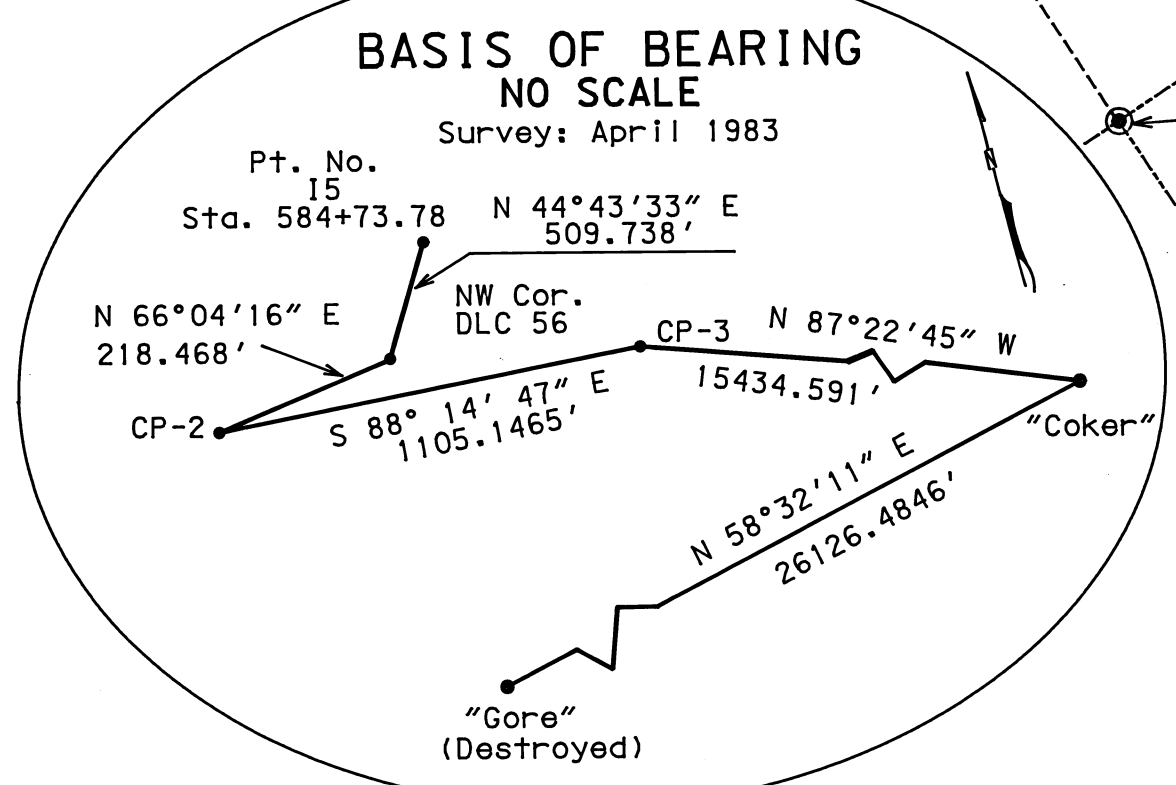 BASIS OF BEARING
NO SCALE
Survey: April 1983
Pt. No.
I5
Sta. 584+73.78
N 44°43'33" E
509.738'
N
N 66°04'16" E
218.468'
NW Cor.
DLC 56
CP-3
N 87°22'45" W
15434.591'
CP-2
S 88° 14' 47" E
1105.1465'
"Coker"
N 58°32'11" E
26126.4846'
"Gore"
(Destroyed)